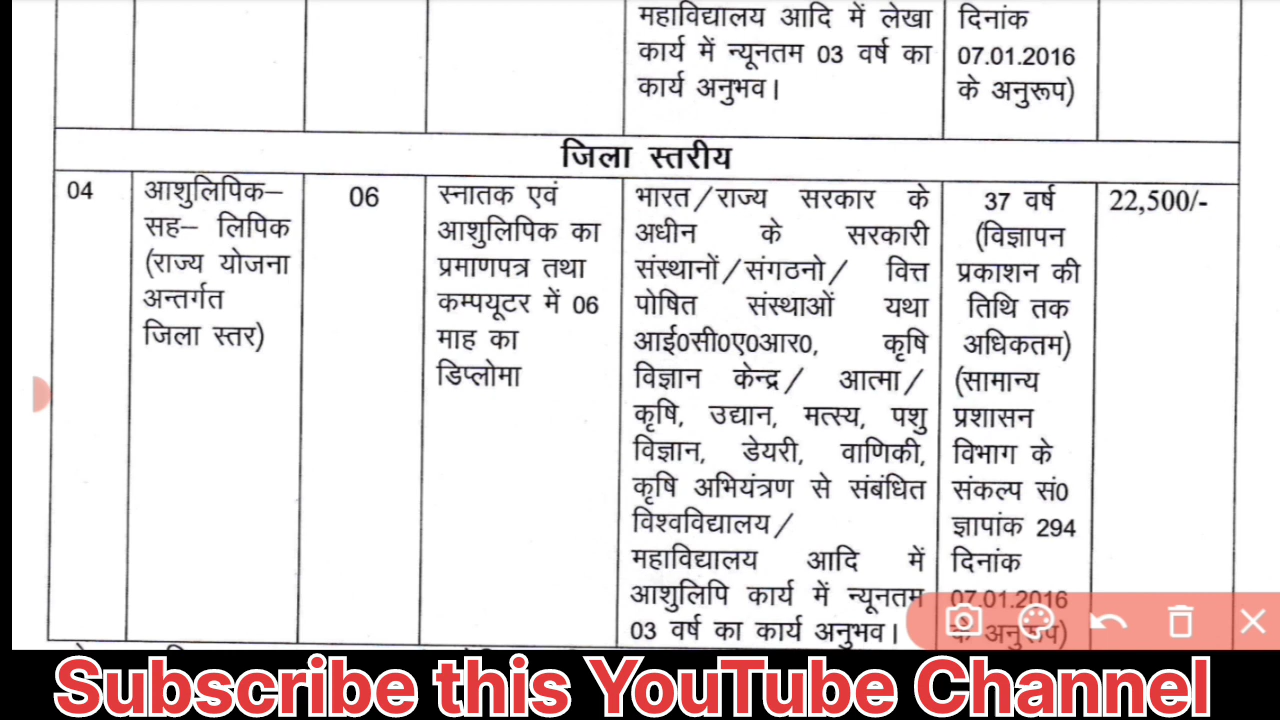 महाविद्यालय आदि में लेखा
कार्य में न्यूनतम 03 वर्ष का
कार्य अनुभव।
दिनांक
07.01.2016
के अनुरूप)
जिला स्तरीय
04
आशुलिपिक–
सह– लिपिक
(राज्य योजना
अन्तर्गत
जिला स्तर)
06
स्नातक एवं
आशुलिपिक का
प्रमाणपत्र तथा
कम्पयूटर में 06
माह का
डिप्लोमा
भारत/राज्य सरकार के
अधीन के सरकारी
संस्थानों/संगठनो/ वित्त
पोषित संस्थाओं यथा
आई0सी0ए0आर0, कृषि
विज्ञान केन्द्र/ आत्मा/
कृषि, उद्यान, मत्स्य, पशु
विज्ञान, डेयरी, वाणिकी,
कृषि अभियंत्रण से संबंधित
विश्वविद्यालय/
महाविद्यालय आदि में
आशुलिपि कार्य में न्यूनतम
03 वर्ष का कार्य अनुभव।
37 वर्ष
(विज्ञापन
प्रकाशन की
तिथि तक
अधिकतम)
(सामान्य
प्रशासन
विभाग के
संकल्प सं0
ज्ञापांक 294
दिनांक
07.01.2016
के अनुरूप)
22,500/-
Subscribe this YouTube Channel